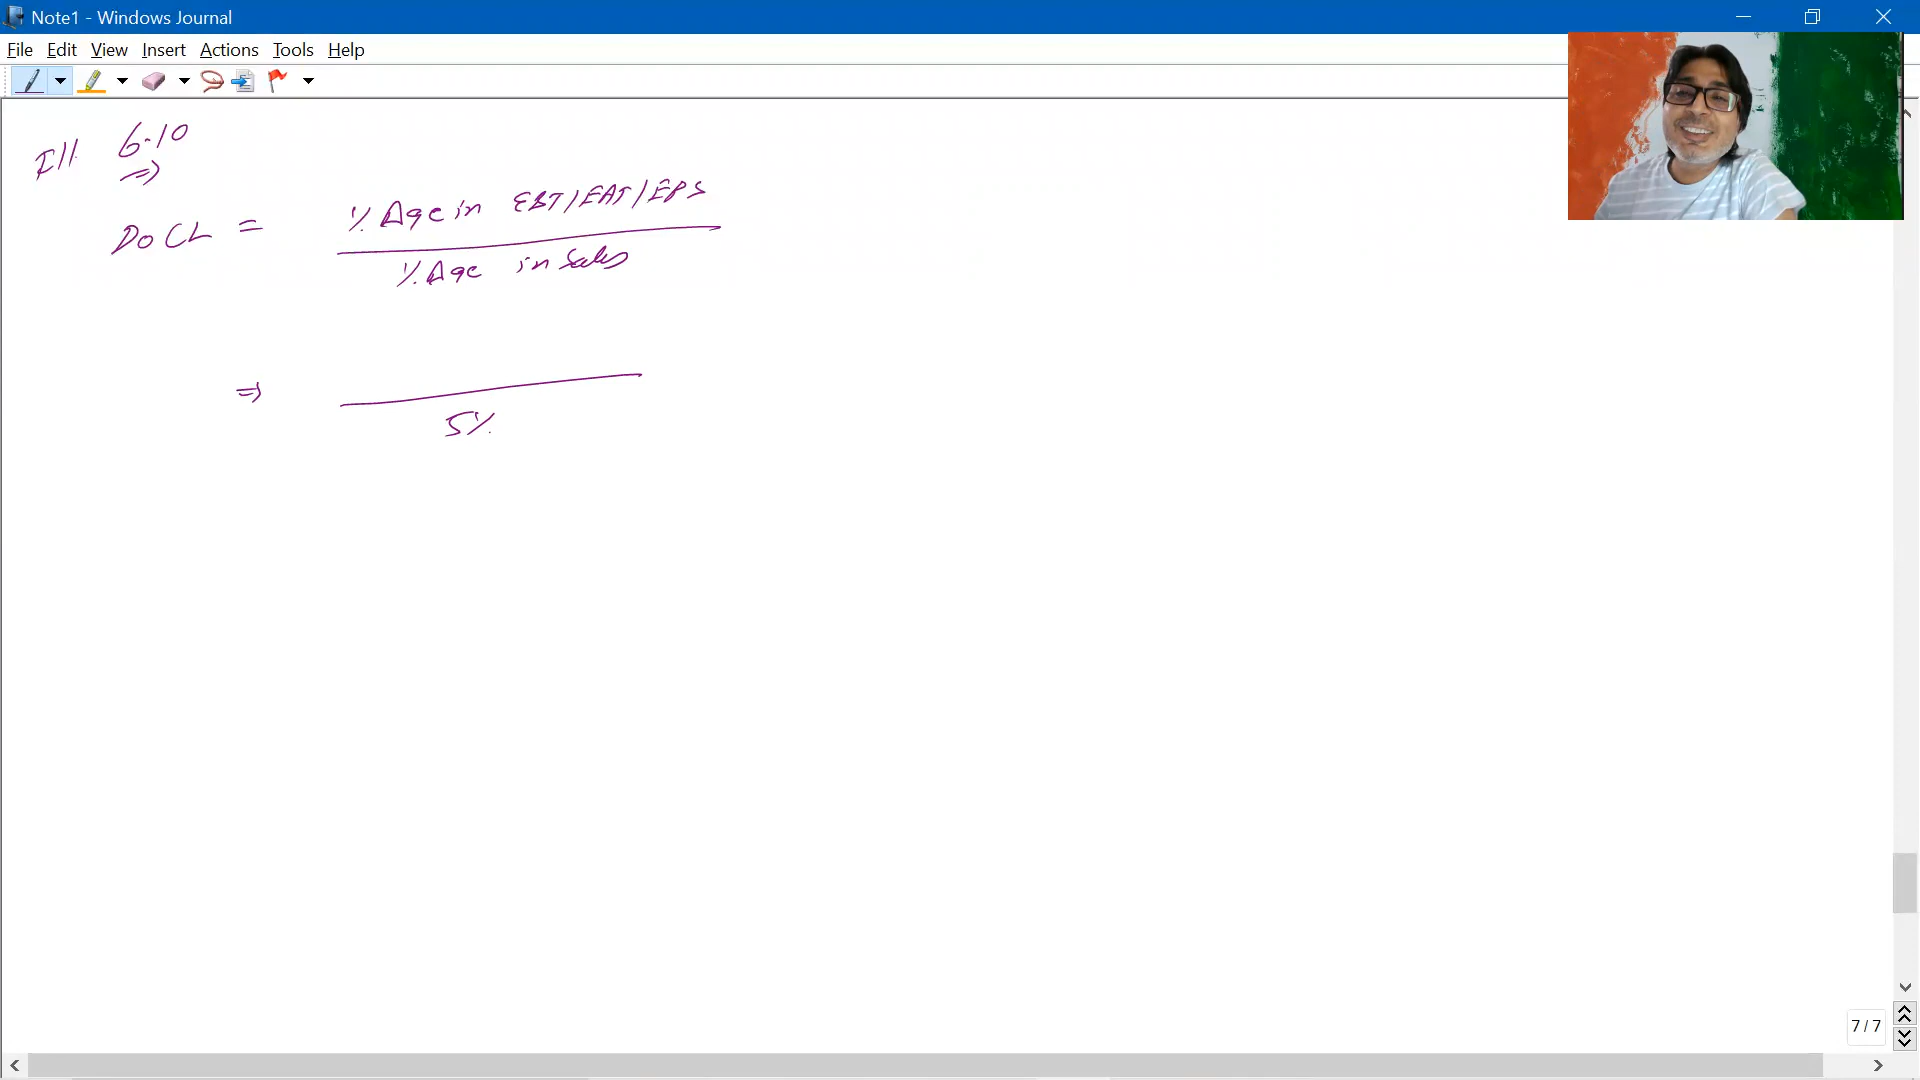 Note1 - Windows Journal
File Edit View Insert Actions Tools Help
Ill 6.10
⇒
DOCL = % Age in EBT/EAT/EPS
% Age in Sales
⇒
5%
7 / 7